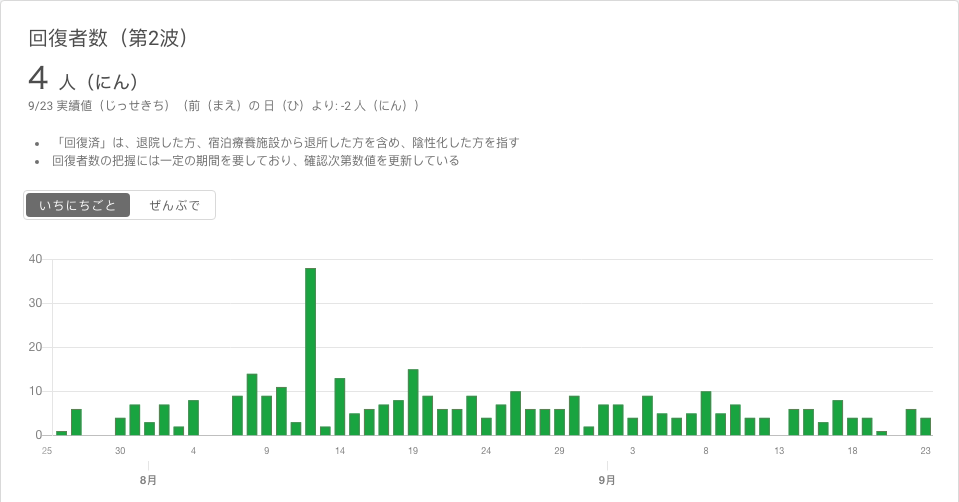 回復者数（第2波）
4 人（にん）
9/23 実績値（じっせきち）（前（まえ）の 日（ひ）より: -2 人（にん））
• 「回復済」は、退院した方、宿泊療養施設から退所した方を含め、陰性化した方を指す
• 回復者数の把握には一定の期間を要しており、確認次第数値を更新している
いちにちごと ぜんぶで
40
30
20
10
0
25 30 4 9 14 19 24 29 3 8 13 18 23
8月 9月